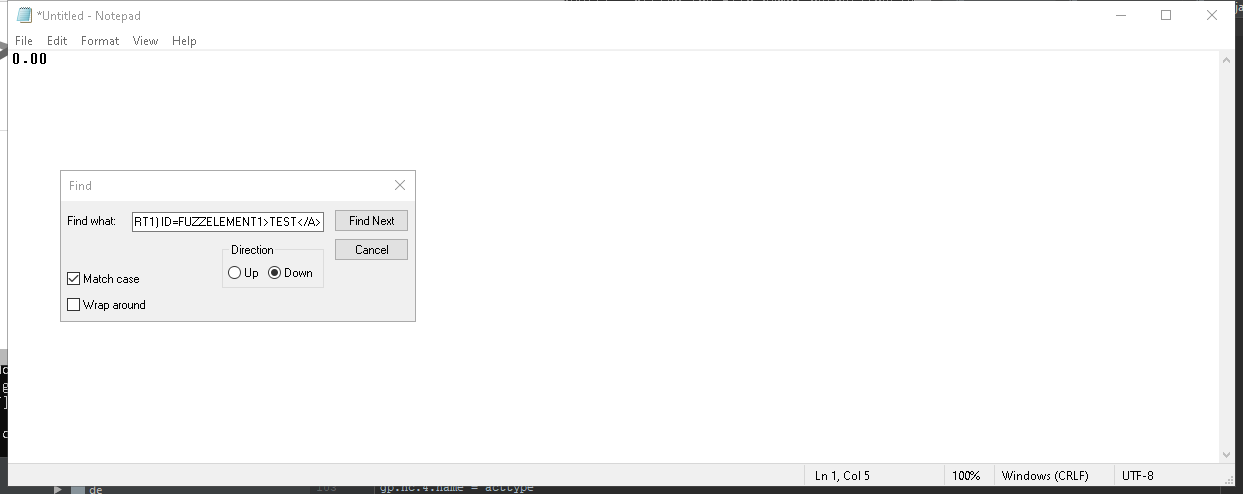 *Untitled - Notepad
File Edit Format View Help
0.00
Find
Find what: RT1)ID=FUZZELEMENT1>TEST</A> Find Next
Direction Cancel
Up Down
Match case
Wrap around
Ln 1, Col 5 100% Windows (CRLF) UTF-8
de